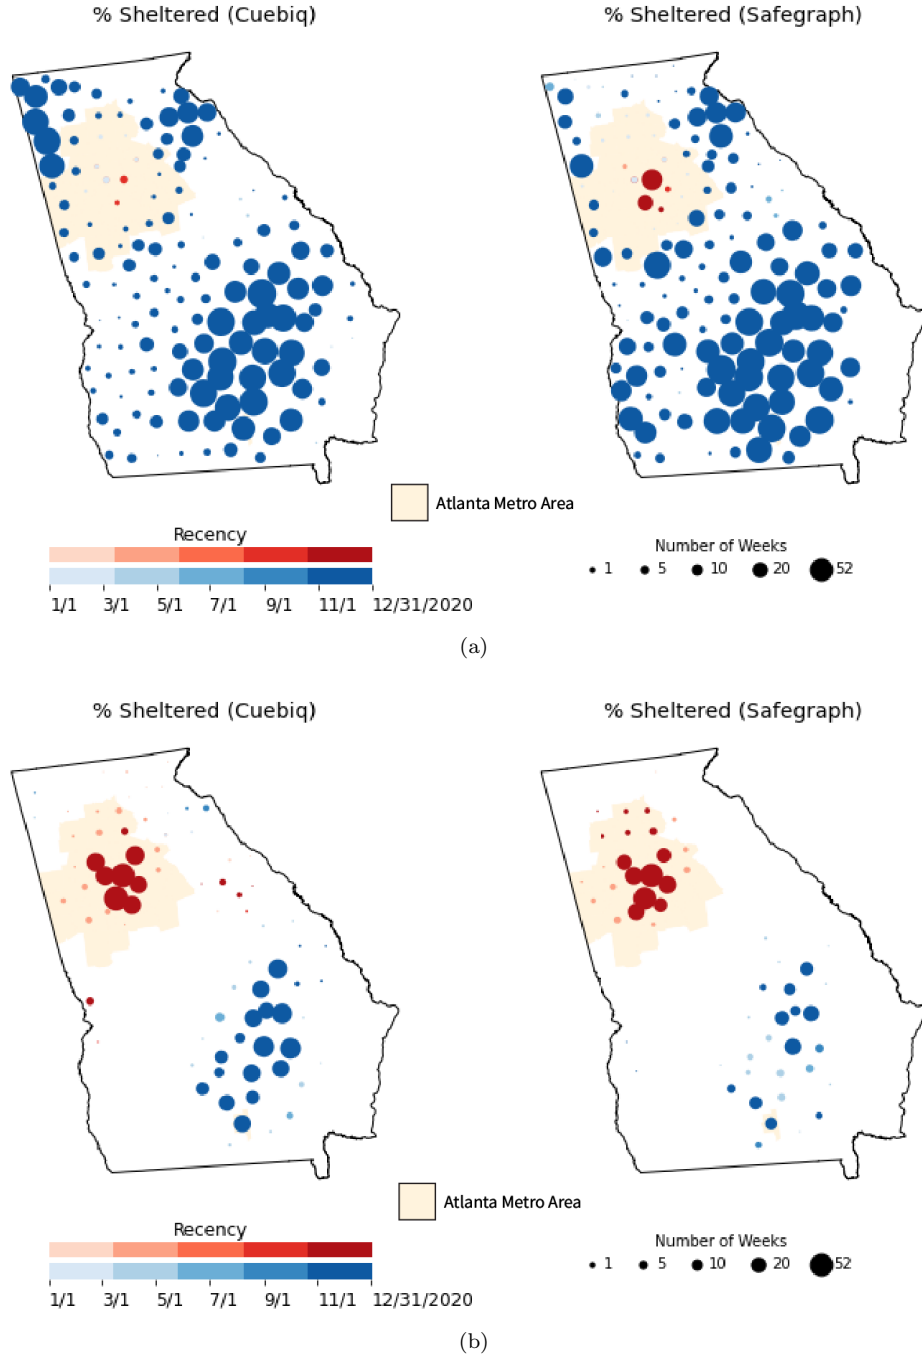 % Sheltered (Cuebiq)
% Sheltered (Safegraph)
Atlanta Metro Area
Recency
1/1 3/1 5/1 7/1 9/1 11/1 12/31/2020
Number of Weeks
1 5 10 20 52
(a)
% Sheltered (Cuebiq)
% Sheltered (Safegraph)
Atlanta Metro Area
Recency
1/1 3/1 5/1 7/1 9/1 11/1 12/31/2020
Number of Weeks
1 5 10 20 52
(b)